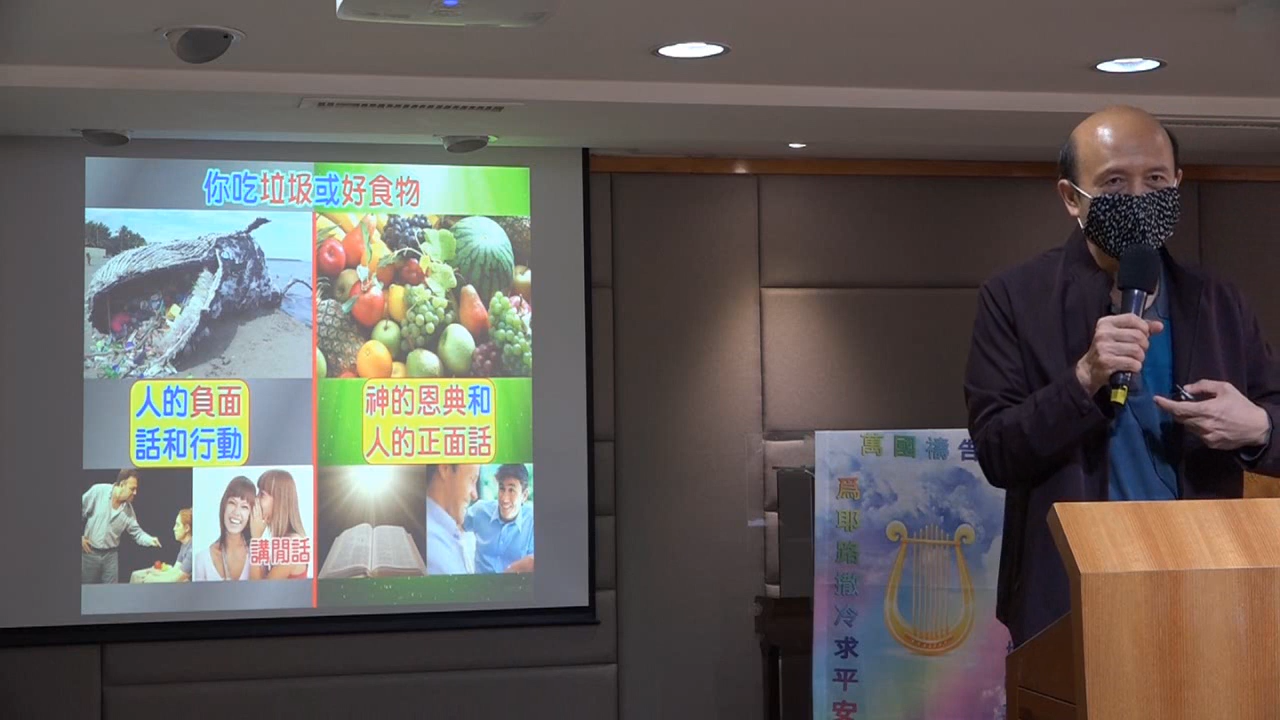 你吃垃圾或好食物
人的負面
話和行動
神的恩典和
人的正面話
講閒話
萬國禱告
爲耶路撒冷求平安